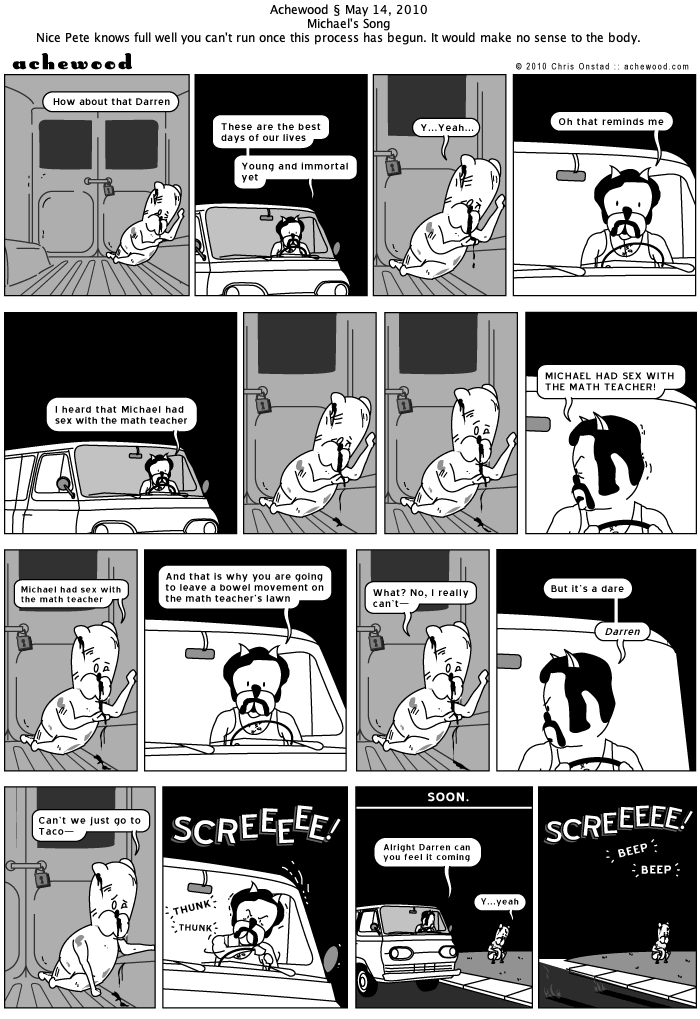 Achewood § May 14, 2010
Michael's Song
Nice Pete knows full well you can't run once this process has begun. It would make no sense to the body.
achewood
© 2010 Chris Onstad :: achewood.com
How about that Darren
These are the best
days of our lives
Young and immortal
yet
Y...Yeah...
Oh that reminds me
I heard that Michael had
sex with the math teacher
MICHAEL HAD SEX WITH
THE MATH TEACHER!
Michael had sex with
the math teacher
And that is why you are going
to leave a bowel movement on
the math teacher's lawn
What? No, I really
can't—
But it's a dare
Darren
Can't we just go to
Taco—
SCREEEEEE!
THUNK
THUNK
SOON.
Alright Darren can
you feel it coming
Y...yeah
SCREEEEE!
BEEP
BEEP